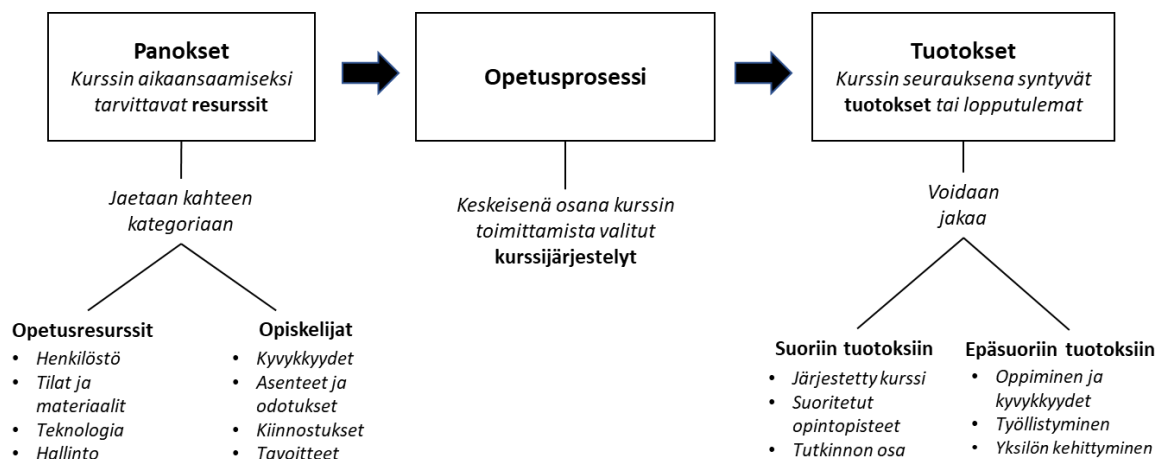 Panokset
Kurssin aikaansaamiseksi
tarvittavat resurssit
Opetusprosessi
Tuotokset
Kurssin seurauksena syntyvät
tuotokset tai lopputulemat
Jaetaan kahteen
kategoriaan
Keskeisenä osana kurssin
toimittamista valitut
kurssijärjestelyt
Voidaan
jakaa
Opetusresurssit
• Henkilöstö
• Tilat ja
materiaalit
• Teknologia
• Hallinto
Opiskelijat
• Kyvykkyydet
• Asenteet ja
odotukset
• Kiinnostukset
• Tavoitteet
Suoriin tuotoksiin
• Järjestetty kurssi
• Suoritetut
opintopisteet
• Tutkinnon osa
Epäsuoriin tuotoksiin
• Oppiminen ja
kyvykkyydet
• Työllistyminen
• Yksilön kehittyminen